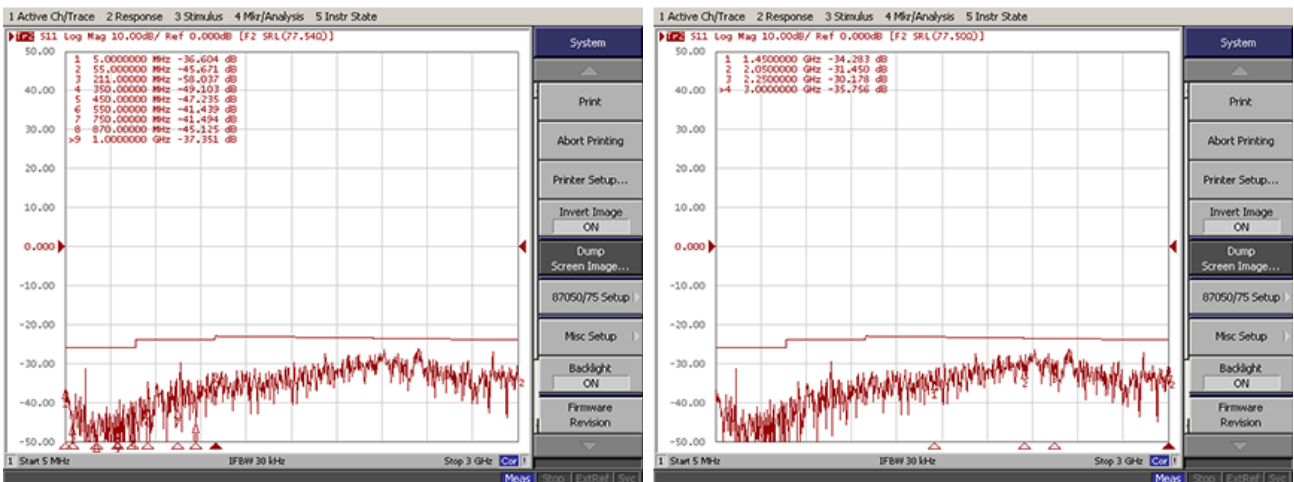 1 Active Ch/Trace 2 Response 3 Stimulus 4 Mkr/Analysis 5 Instr State
Tr2 S11 Log Mag 10.00dB/ Ref 0.000dB [F2 SRL(77.54Ω)]
50.00
1 5.0000000 MHz -36.604 dB
2 55.000000 MHz -45.671 dB
3 211.00000 MHz -58.037 dB
4 350.00000 MHz -49.103 dB
5 450.00000 MHz -47.235 dB
6 550.00000 MHz -41.439 dB
7 750.00000 MHz -41.494 dB
8 870.00000 MHz -45.125 dB
>9 1.0000000 GHz -37.351 dB
40.00
30.00
20.00
10.00
0.000
-10.00
-20.00
-30.00
-40.00
-50.00
1 Start 5 MHz IFBW 30 kHz Stop 3 GHz Cor !
Meas Stop ExtRef Svc
System
Print
Abort Printing
Printer Setup...
Invert Image
ON
Dump
Screen Image...
87050/75 Setup
Misc Setup
Backlight
ON
Firmware
Revision
1 Active Ch/Trace 2 Response 3 Stimulus 4 Mkr/Analysis 5 Instr State
Tr2 S11 Log Mag 10.00dB/ Ref 0.000dB [F2 SRL(77.50Ω)]
50.00
1 1.4500000 GHz -34.283 dB
2 2.0500000 GHz -31.450 dB
3 2.2500000 GHz -30.178 dB
>4 3.0000000 GHz -35.756 dB
40.00
30.00
20.00
10.00
0.000
-10.00
-20.00
-30.00
-40.00
-50.00
1 Start 5 MHz IFBW 30 kHz Stop 3 GHz Cor !
Meas Stop ExtRef Svc
System
Print
Abort Printing
Printer Setup...
Invert Image
ON
Dump
Screen Image...
87050/75 Setup
Misc Setup
Backlight
ON
Firmware
Revision